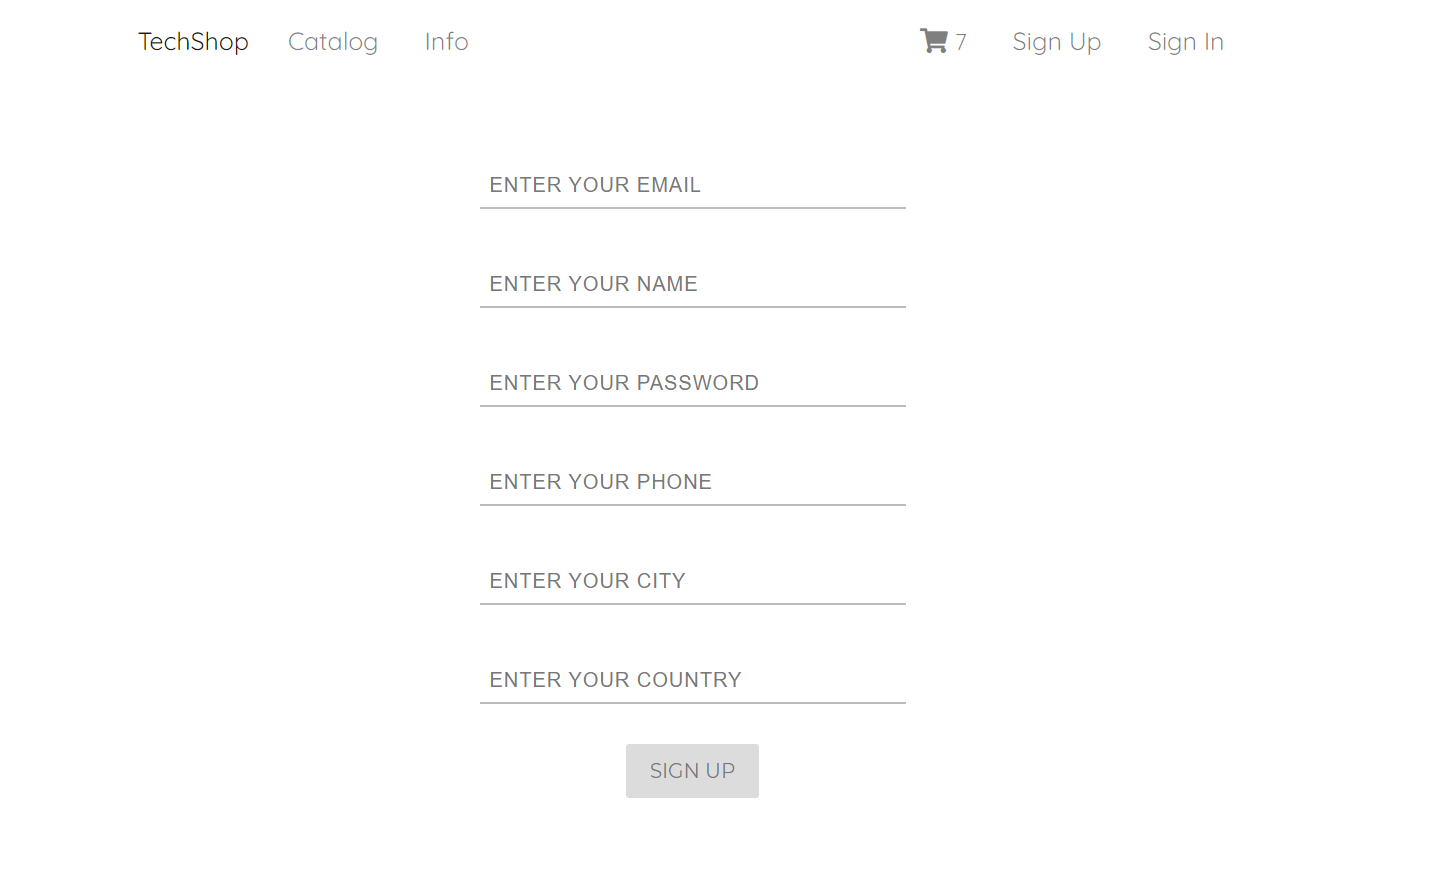 TechShop Catalog Info 7 Sign Up Sign In
ENTER YOUR EMAIL
ENTER YOUR NAME
ENTER YOUR PASSWORD
ENTER YOUR PHONE
ENTER YOUR CITY
ENTER YOUR COUNTRY
SIGN UP